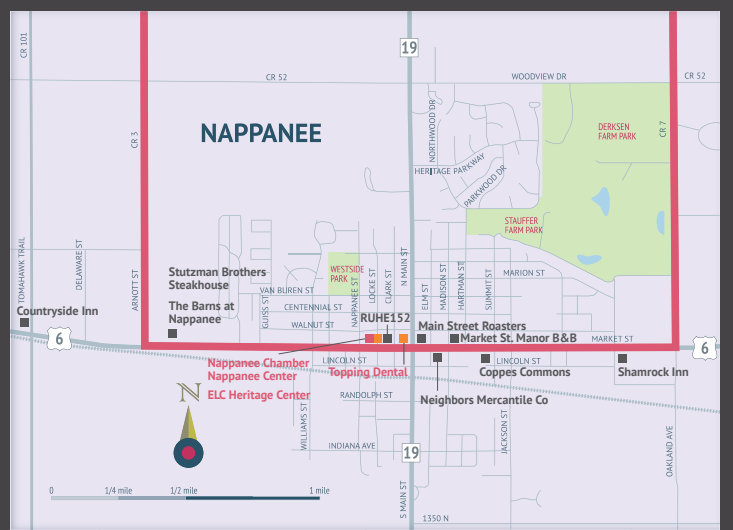 CR 101
19
CR 52
WOODVIEW DR
CR 52
NAPPANEE
CR 3
NORTHWOOD DR
DERKSEN
FARM PARK
CR 7
HERITAGE PARKWAY
PARKWOOD DR
STAUFFER
FARM PARK
TOMAHAWK TRAIL
DELAWARE ST
ARNOTT ST
Stutzman Brothers
Steakhouse
WESTSIDE
PARK
NAPPANEE ST
LOCKE ST
CLARK ST
N MAIN ST
ELM ST
MADISON ST
HARTMAN ST
SUMMIT ST
MARION ST
VAN BUREN ST
GUISS ST
CENTENNIAL ST
WALNUT ST
The Barns at
Nappanee
Countryside Inn
6
RUHE152
Main Street Roasters
Market St. Manor B&B
MARKET ST
6
Nappanee Chamber
Nappanee Center
ELC Heritage Center
LINCOLN ST
Topping Dental
LINCOLN ST
Coppes Commons
Shamrock Inn
Neighbors Mercantile Co
N
RANDOLPH ST
WILLIAMS ST
INDIANA AVE
19
JACKSON ST
OAKLAND AVE
S MAIN ST
0
1/4 mile
1/2 mile
1 mile
1350 N